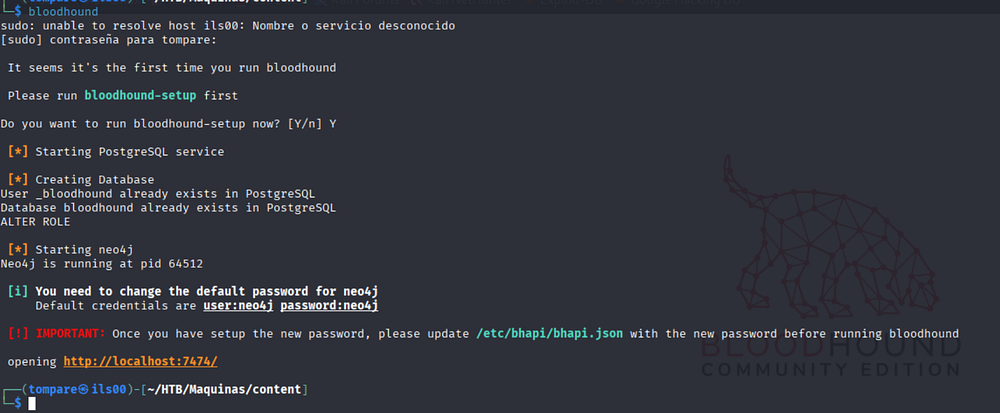 (tompare㉿ils00)-[~/HTB/Maquinas/content]
$ bloodhound
sudo: unable to resolve host ils00: Nombre o servicio desconocido
[sudo] contraseña para tompare:
It seems it's the first time you run bloodhound
Please run bloodhound-setup first
Do you want to run bloodhound-setup now? [Y/n] Y
[*] Starting PostgreSQL service
[*] Creating Database
User _bloodhound already exists in PostgreSQL
Database bloodhound already exists in PostgreSQL
ALTER ROLE
[*] Starting neo4j
Neo4j is running at pid 64512
[i] You need to change the default password for neo4j
Default credentials are user:neo4j password:neo4j
[!] IMPORTANT: Once you have setup the new password, please update /etc/bhapi/bhapi.json with the new password before running bloodhound
opening http://localhost:7474/
BLOODHOUND
COMMUNITY EDITION
(tompare㉿ils00)-[~/HTB/Maquinas/content]
$